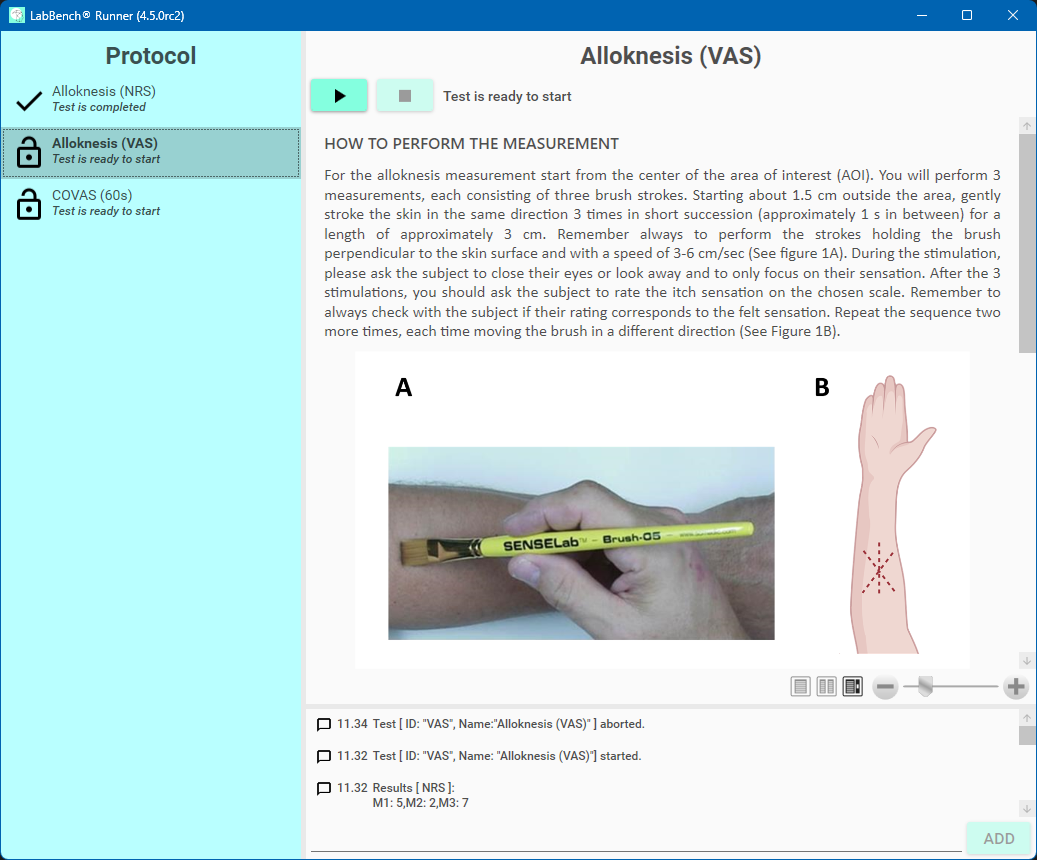 LabBench® Runner (4.5.0rc2)
Protocol
Alloknesis (NRS)
Test is completed
Alloknesis (VAS)
Test is ready to start
COVAS (60s)
Test is ready to start
Alloknesis (VAS)
Test is ready to start
HOW TO PERFORM THE MEASUREMENT
For the alloknesis measurement start from the center of the area of interest (AOI). You will perform 3
measurements, each consisting of three brush strokes. Starting about 1.5 cm outside the area, gently
stroke the skin in the same direction 3 times in short succession (approximately 1 s in between) for a
length of approximately 3 cm. Remember always to perform the strokes holding the brush
perpendicular to the skin surface and with a speed of 3-6 cm/sec (See figure 1A). During the stimulation,
please ask the subject to close their eyes or look away and to only focus on their sensation. After the 3
stimulations, you should ask the subject to rate the itch sensation on the chosen scale. Remember to
always check with the subject if their rating corresponds to the felt sensation. Repeat the sequence two
more times, each time moving the brush in a different direction (See Figure 1B).
A
B
SENSELab™ – Brush-05 –
11.34 Test [ ID: "VAS", Name:"Alloknesis (VAS)" ] aborted.
11.32 Test [ ID: "VAS", Name: "Alloknesis (VAS)"] started.
11.32 Results [ NRS ]:
M1: 5,M2: 2,M3: 7
ADD